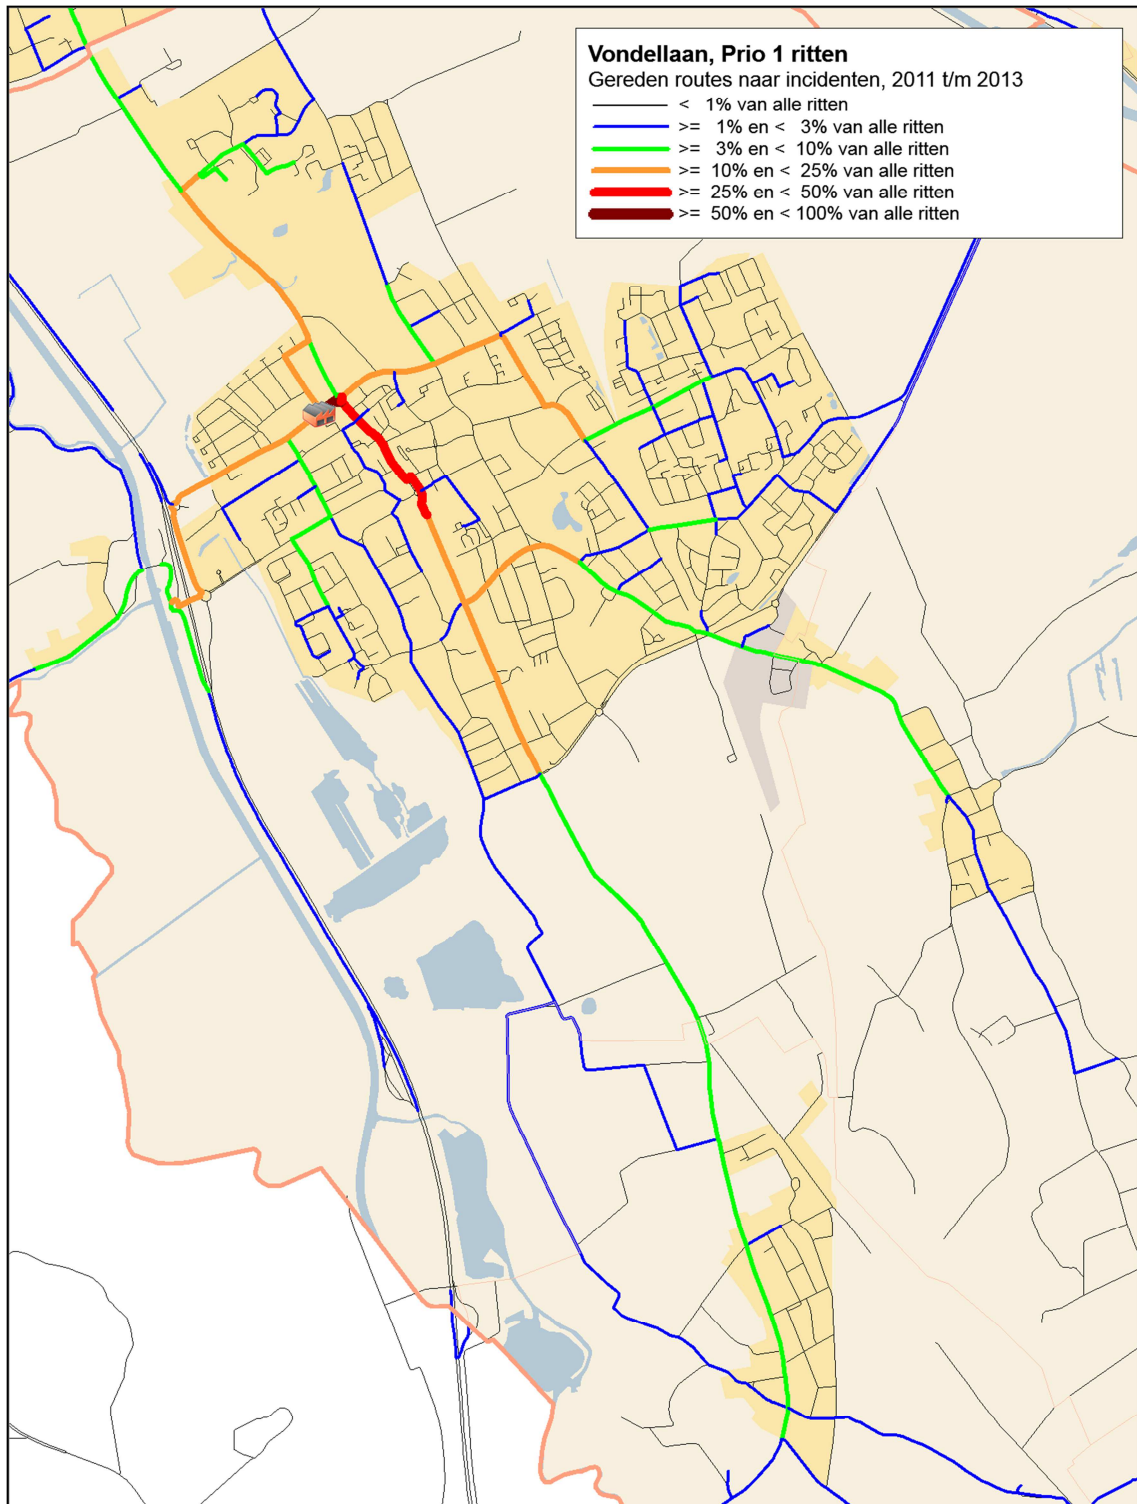 Vondellaan, Prio 1 ritten
Gereden routes naar incidenten, 2011 t/m 2013
< 1% van alle ritten
>= 1% en < 3% van alle ritten
>= 3% en < 10% van alle ritten
>= 10% en < 25% van alle ritten
>= 25% en < 50% van alle ritten
>= 50% en < 100% van alle ritten